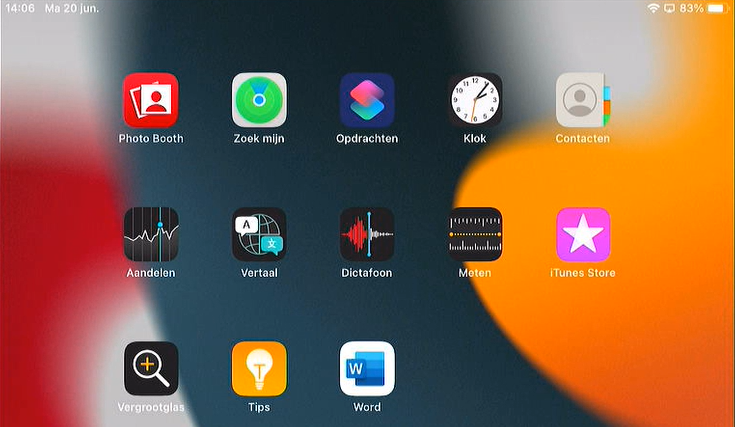 14:06 Ma 20 jun. 83%
Photo Booth Zoek mijn Opdrachten Klok Contacten
Aandelen Vertaal Dictafoon Meten iTunes Store
Vergrootglas Tips Word